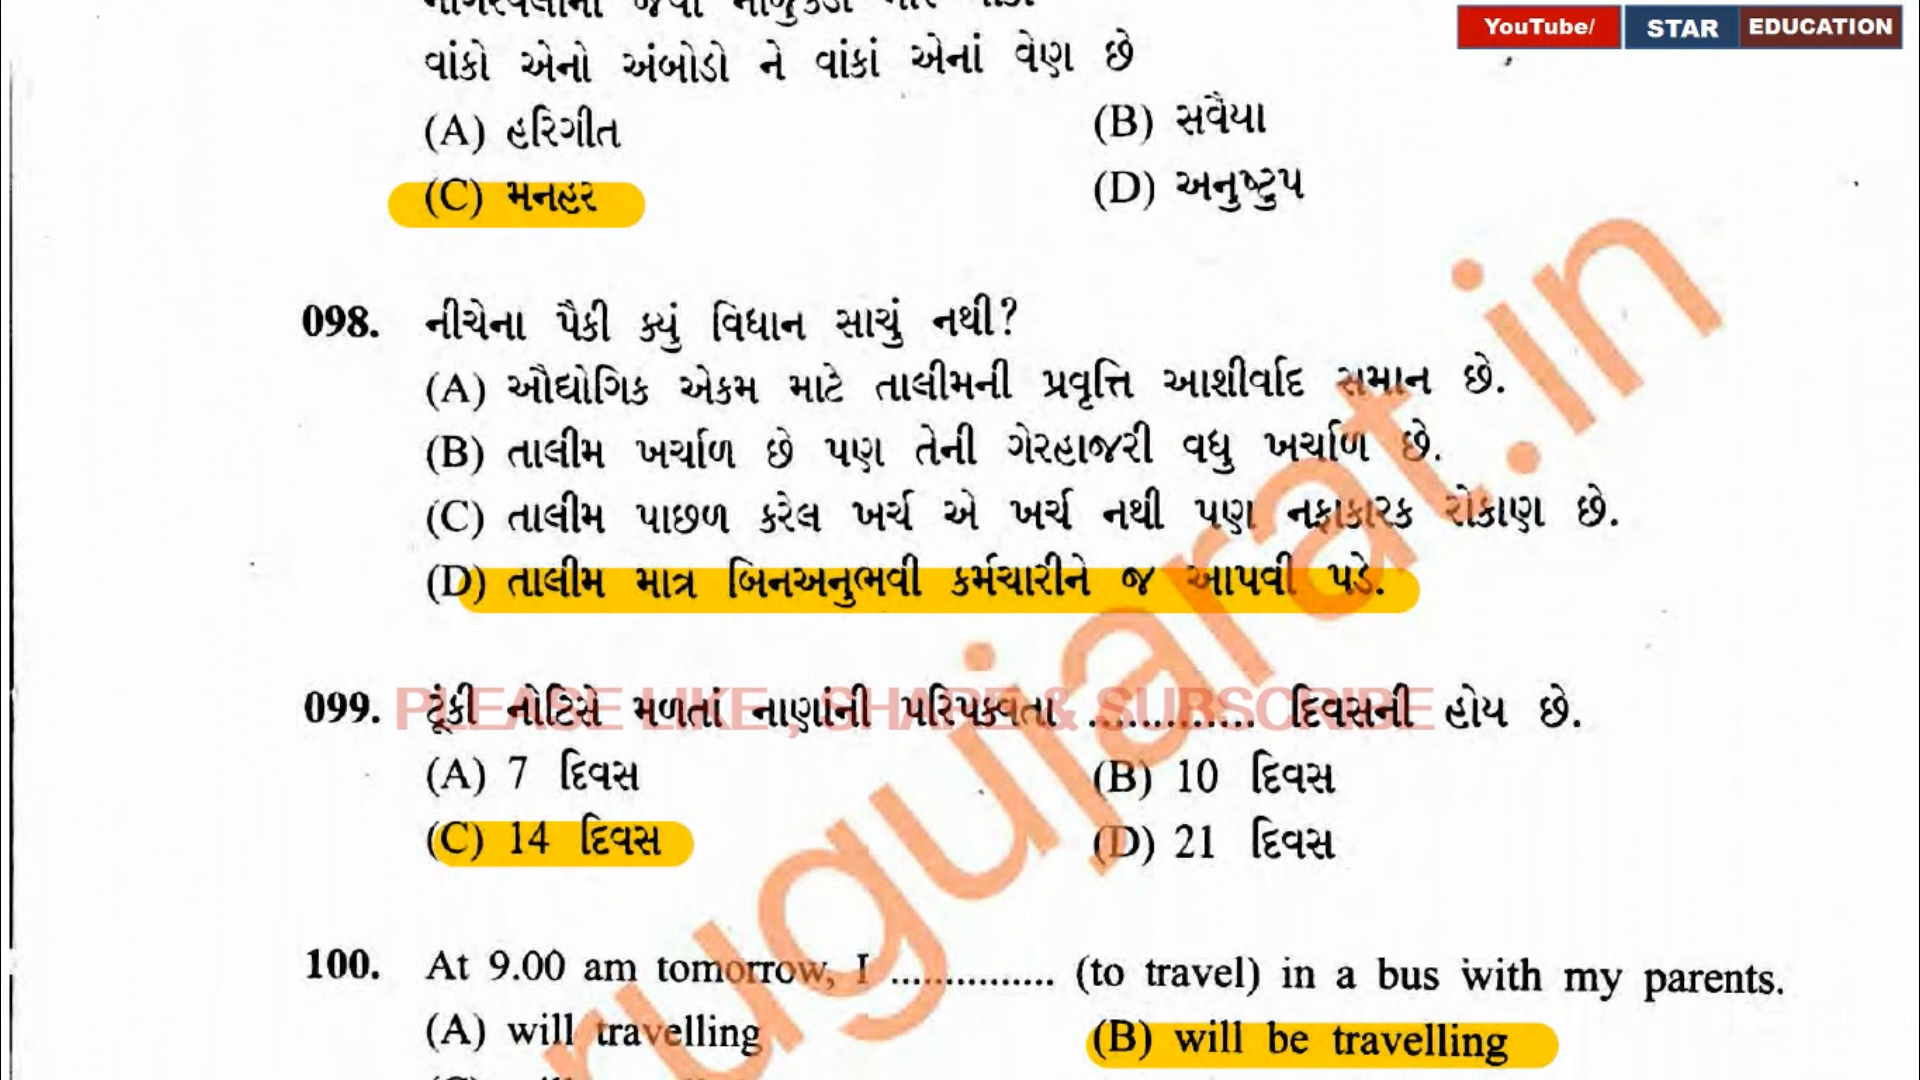 YouTube/ STAR EDUCATION
વાંકો એનો અંબોડો ને વાંકાં એનાં વેણ છે
(A) હરિગીત (B) સવૈયા
(C) મનહર (D) અનુષ્ટુપ
098. નીચેના પૈકી ક્યું વિધાન સાચું નથી?
(A) ઔદ્યોગિક એકમ માટે તાલીમની પ્રવૃત્તિ આશીર્વાદ સમાન છે.
(B) તાલીમ ખર્ચાળ છે પણ તેની ગેરહાજરી વધુ ખર્ચાળ છે.
(C) તાલીમ પાછળ કરેલ ખર્ચ એ ખર્ચ નથી પણ નફાકારક રોકાણ છે.
(D) તાલીમ માત્ર બિનઅનુભવી કર્મચારીને જ આપવી પડે.
099. ટૂંકી નોટિસે મળતાં નાણાંની પરિપક્વતા ............. દિવસની હોય છે.
PLEASE LIKE , SHARE & SUBSCRIBE
(A) 7 દિવસ (B) 10 દિવસ
(C) 14 દિવસ (D) 21 દિવસ
100. At 9.00 am tomorrow, I ............... (to travel) in a bus with my parents.
(A) will travelling (B) will be travelling
rugujarat.in